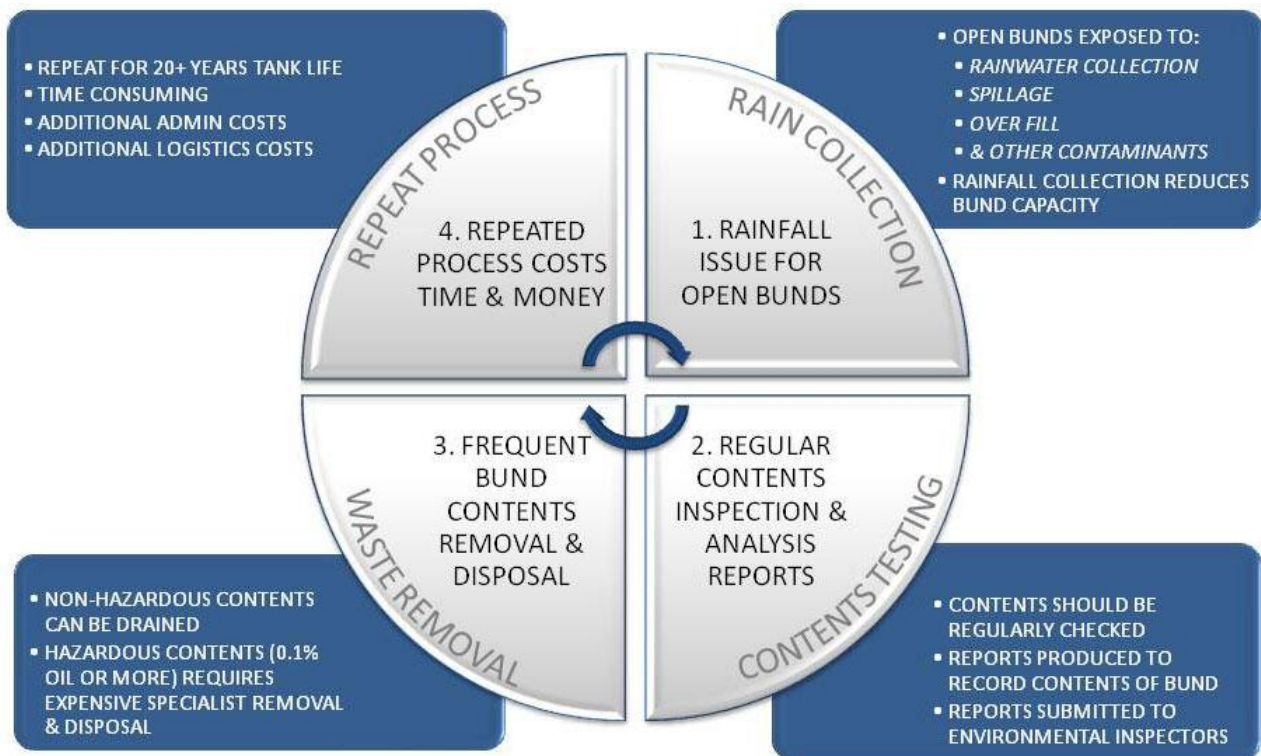 ▪ REPEAT FOR 20+ YEARS TANK LIFE
▪ TIME CONSUMING
▪ ADDITIONAL ADMIN COSTS
▪ ADDITIONAL LOGISTICS COSTS
▪ OPEN BUNDS EXPOSED TO:
▪ RAINWATER COLLECTION
▪ SPILLAGE
▪ OVER FILL
▪ & OTHER CONTAMINANTS
▪ RAINFALL COLLECTION REDUCES
BUND CAPACITY
REPEAT PROCESS
RAIN COLLECTION
4. REPEATED
PROCESS COSTS
TIME & MONEY
1. RAINFALL
ISSUE FOR
OPEN BUNDS
3. FREQUENT
BUND
CONTENTS
REMOVAL &
DISPOSAL
2. REGULAR
CONTENTS
INSPECTION &
ANALYSIS
REPORTS
WASTE REMOVAL
CONTENTS TESTING
▪ NON-HAZARDOUS CONTENTS
CAN BE DRAINED
▪ HAZARDOUS CONTENTS (0.1%
OIL OR MORE) REQUIRES
EXPENSIVE SPECIALIST REMOVAL
& DISPOSAL
▪ CONTENTS SHOULD BE
REGULARLY CHECKED
▪ REPORTS PRODUCED TO
RECORD CONTENTS OF BUND
▪ REPORTS SUBMITTED TO
ENVIRONMENTAL INSPECTORS